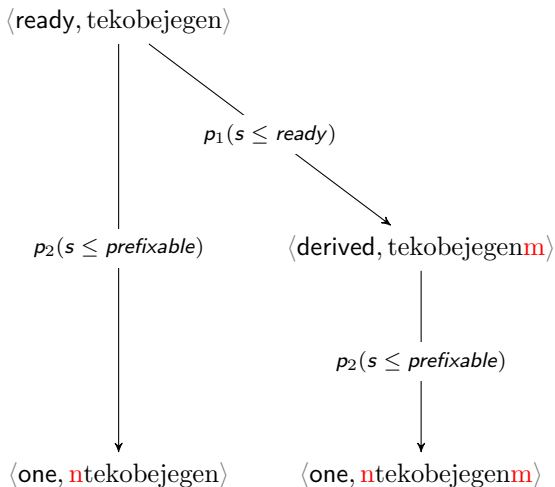 ⟨ready, tekobejegen⟩
p₁(s ≤ ready)
p₂(s ≤ prefixable)
⟨derived, tekobejegenm⟩
p₂(s ≤ prefixable)
⟨one, ntekobejegen⟩
⟨one, ntekobejegenm⟩